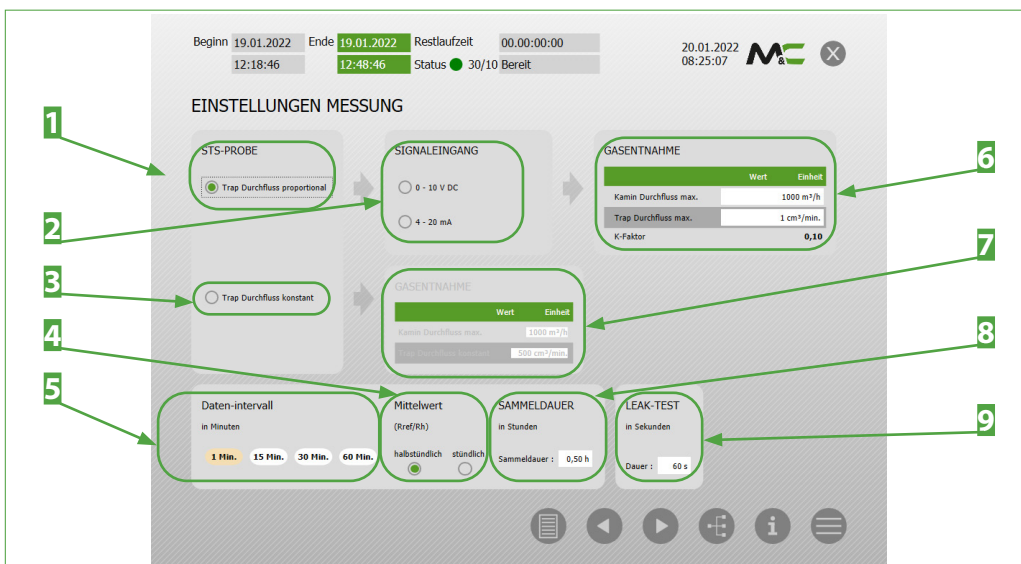 Beginn 19.01.2022 Ende 19.01.2022 Restlaufzeit 00.00:00:00
12:18:46 12:48:46 Status 30/10 Bereit
20.01.2022
08:25:07
M&C
X
EINSTELLUNGEN MESSUNG
1
STS-PROBE
Trap Durchfluss proportional
2
SIGNALEINGANG
0 - 10 V DC
4 - 20 mA
6
GASENTNAHME
Wert Einheit
Kamin Durchfluss max. 1000 m³/h
Trap Durchfluss max. 1 cm³/min.
K-Faktor 0,10
3
Trap Durchfluss konstant
7
GASENTNAHME
Wert Einheit
Kamin Durchfluss max. 1000 m³/h
Trap Durchfluss konstant 500 cm³/min.
5
Daten-intervall
in Minuten
1 Min. 15 Min. 30 Min. 60 Min.
4
Mittelwert
(Rref/Rh)
halbstündlich stündlich
8
SAMMELDAUER
in Stunden
Sammeldauer : 0,50 h
9
LEAK-TEST
in Sekunden
Dauer : 60 s
i